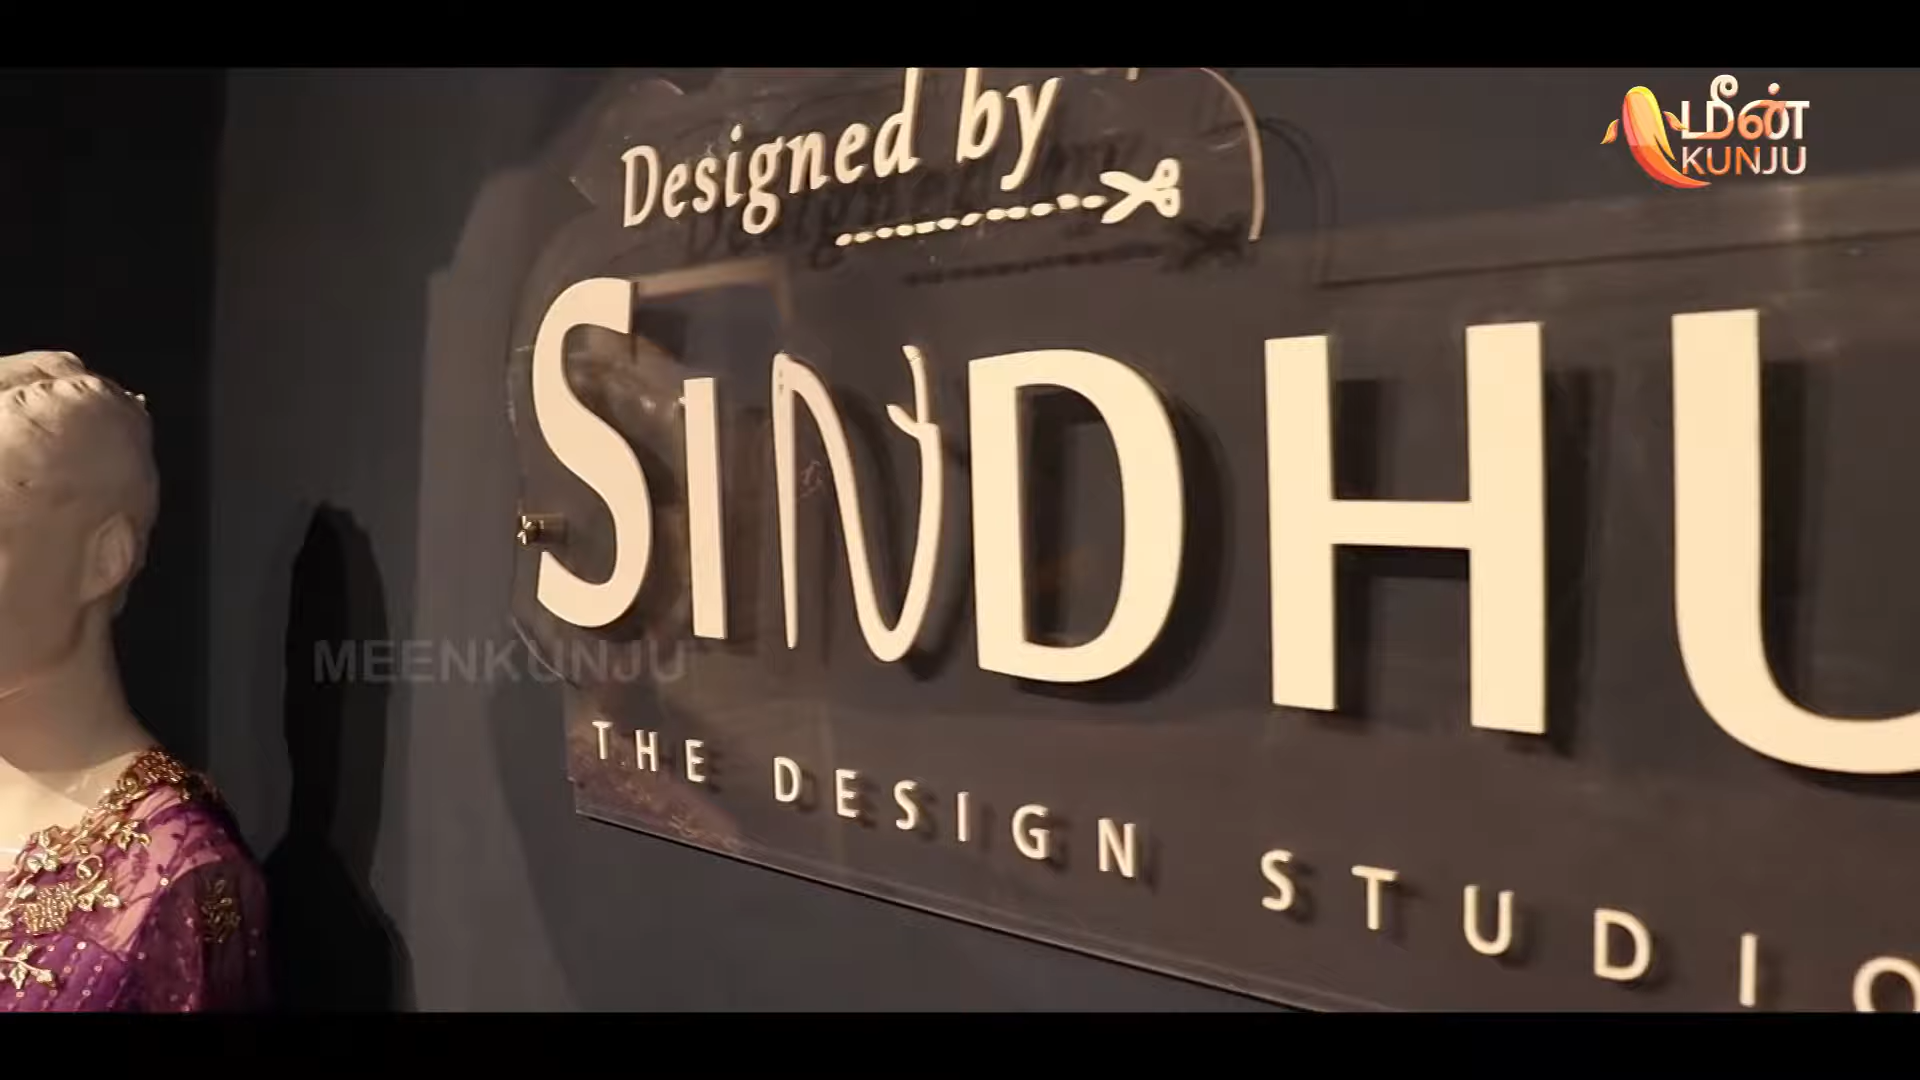 Designed by
SINDHU
THE DESIGN STUDIO
மீன்
KUNJU
MEENKUNJU